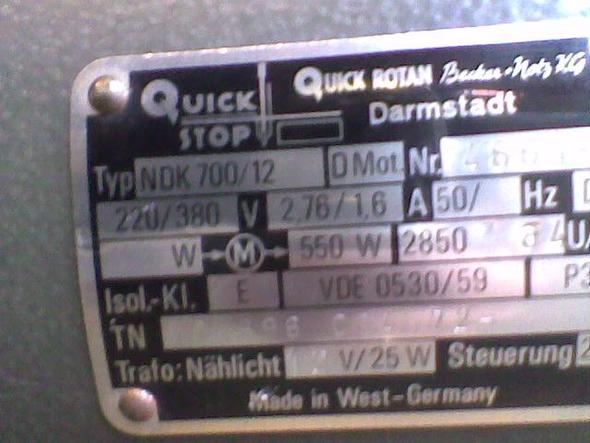 QUICK STOP
QUICK ROTAN Becker+Notz KG
Darmstadt
Typ NDK 700/12 D Mot. Nr.
220/380 V 2,76/1,6 A 50/ Hz
W M 550 W 2850 U/
Isol.-Kl. E VDE 0530/59 P3
TN
Trafo: Nählicht V/25 W Steuerung 2
Made in West-Germany